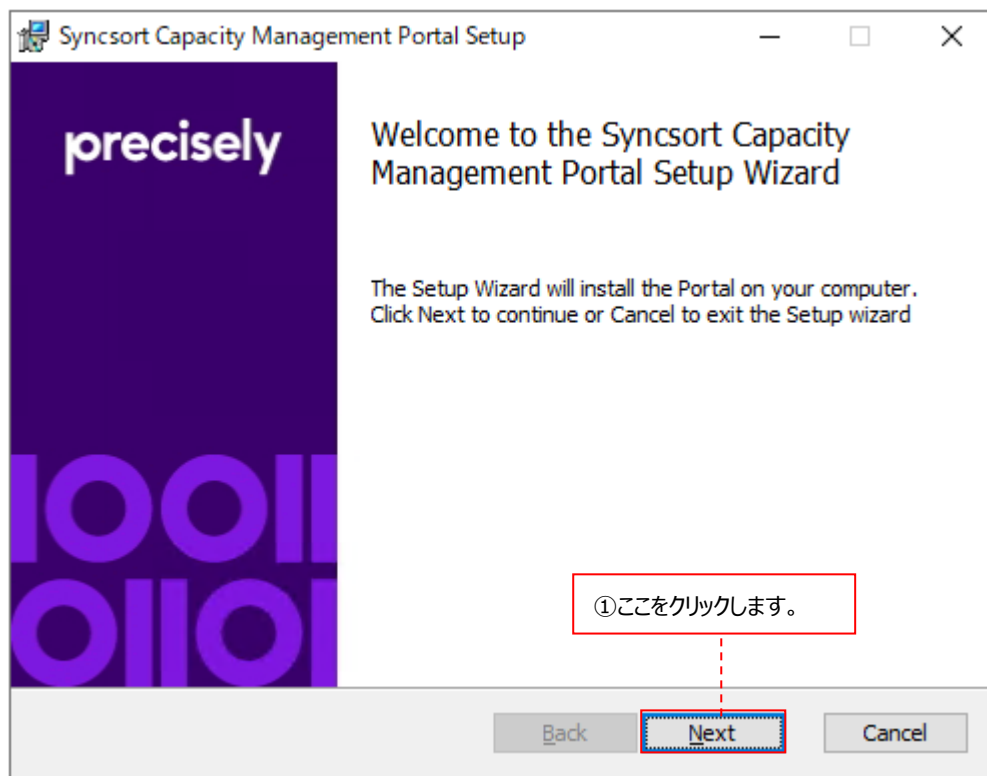 Syncsort Capacity Management Portal Setup
precisely
Welcome to the Syncsort Capacity
Management Portal Setup Wizard
The Setup Wizard will install the Portal on your computer.
Click Next to continue or Cancel to exit the Setup wizard
①ここをクリックします。
Back
Next
Cancel